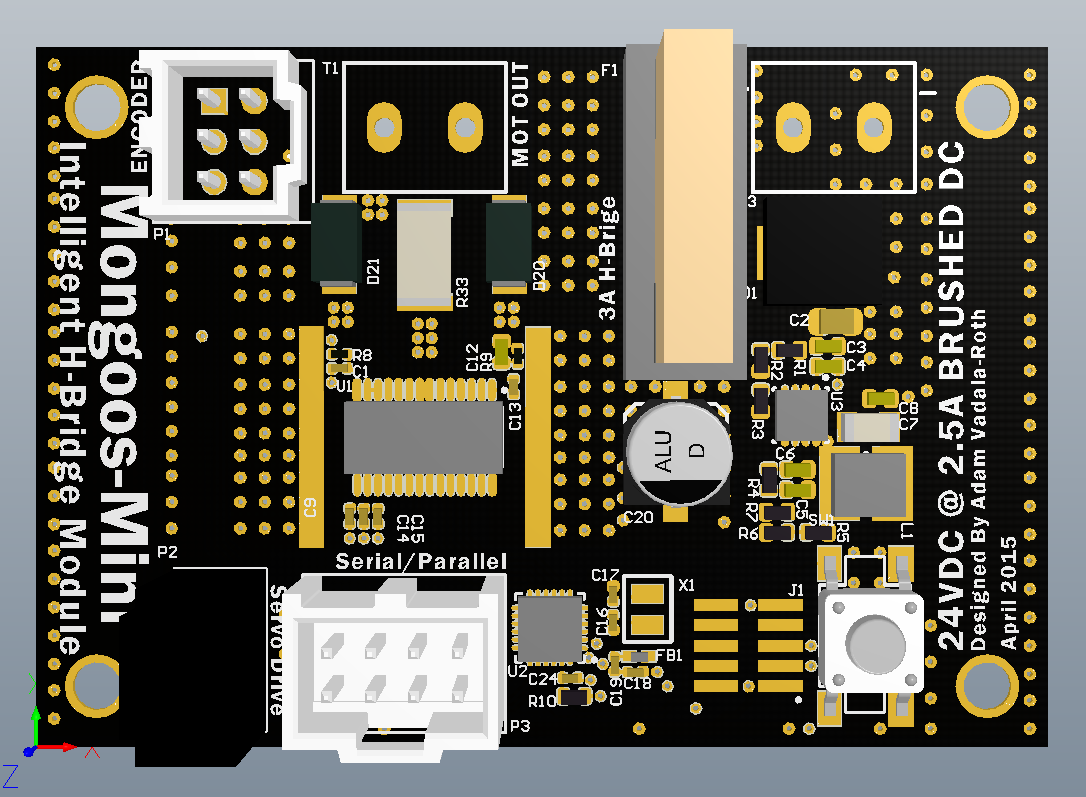 ENCODER
T1
MOT OUT
F1
P1
Mongoose-Mini
Intelligent H-Bridge Module
D21
R33
D20
3A H-Brige
24VDC @ 2.5A BRUSHED DC
Designed By Adam Vadala-Roth
April 2015
C2
C3
C4
R1
R2
R3
U3
C8
C7
R8
C1
U1
C12
R9
C13
ALU
D
C6
R4
C5
R7
R6
SW1
R5
L1
C20
C9
C14
C15
P2
Serial/Parallel
Servo Drive
P3
U2
C17
C16
X1
J1
FB1
C24
C19
C18
R10
Z